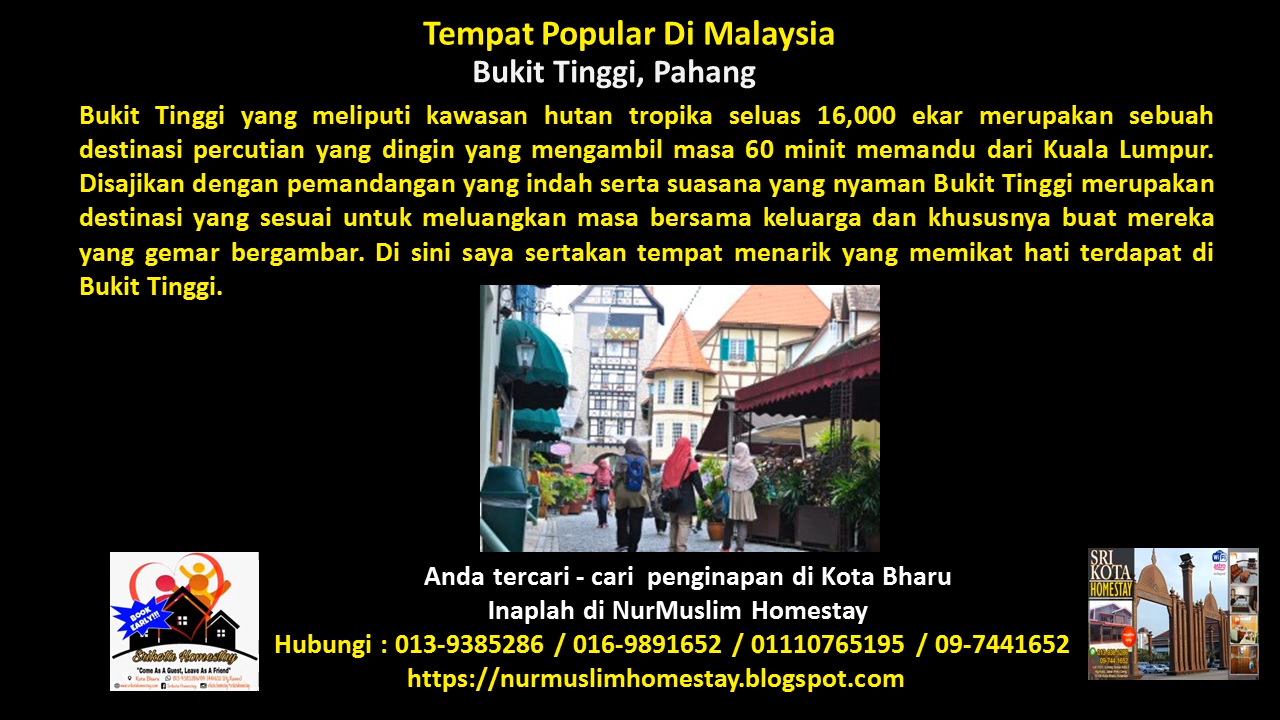 Tempat Popular Di Malaysia
Bukit Tinggi, Pahang
Bukit Tinggi yang meliputi kawasan hutan tropika seluas 16,000 ekar merupakan sebuah
destinasi percutian yang dingin yang mengambil masa 60 minit memandu dari Kuala Lumpur.
Disajikan dengan pemandangan yang indah serta suasana yang nyaman Bukit Tinggi merupakan
destinasi yang sesuai untuk meluangkan masa bersama keluarga dan khususnya buat mereka
yang gemar bergambar. Di sini saya sertakan tempat menarik yang memikat hati terdapat di
Bukit Tinggi.
Anda tercari - cari penginapan di Kota Bharu
Inaplah di NurMuslim Homestay
Hubungi : 013-9385286 / 016-9891652 / 01110765195 / 09-7441652
https://nurmuslimhomestay.blogspot.com
BOOK
EARLY!!!
Srikota Homestay
"Come As A Guest, Leave As A Friend"
Kota Bharu
SRI
KOTA
HOMESTAY
WiFi
astro